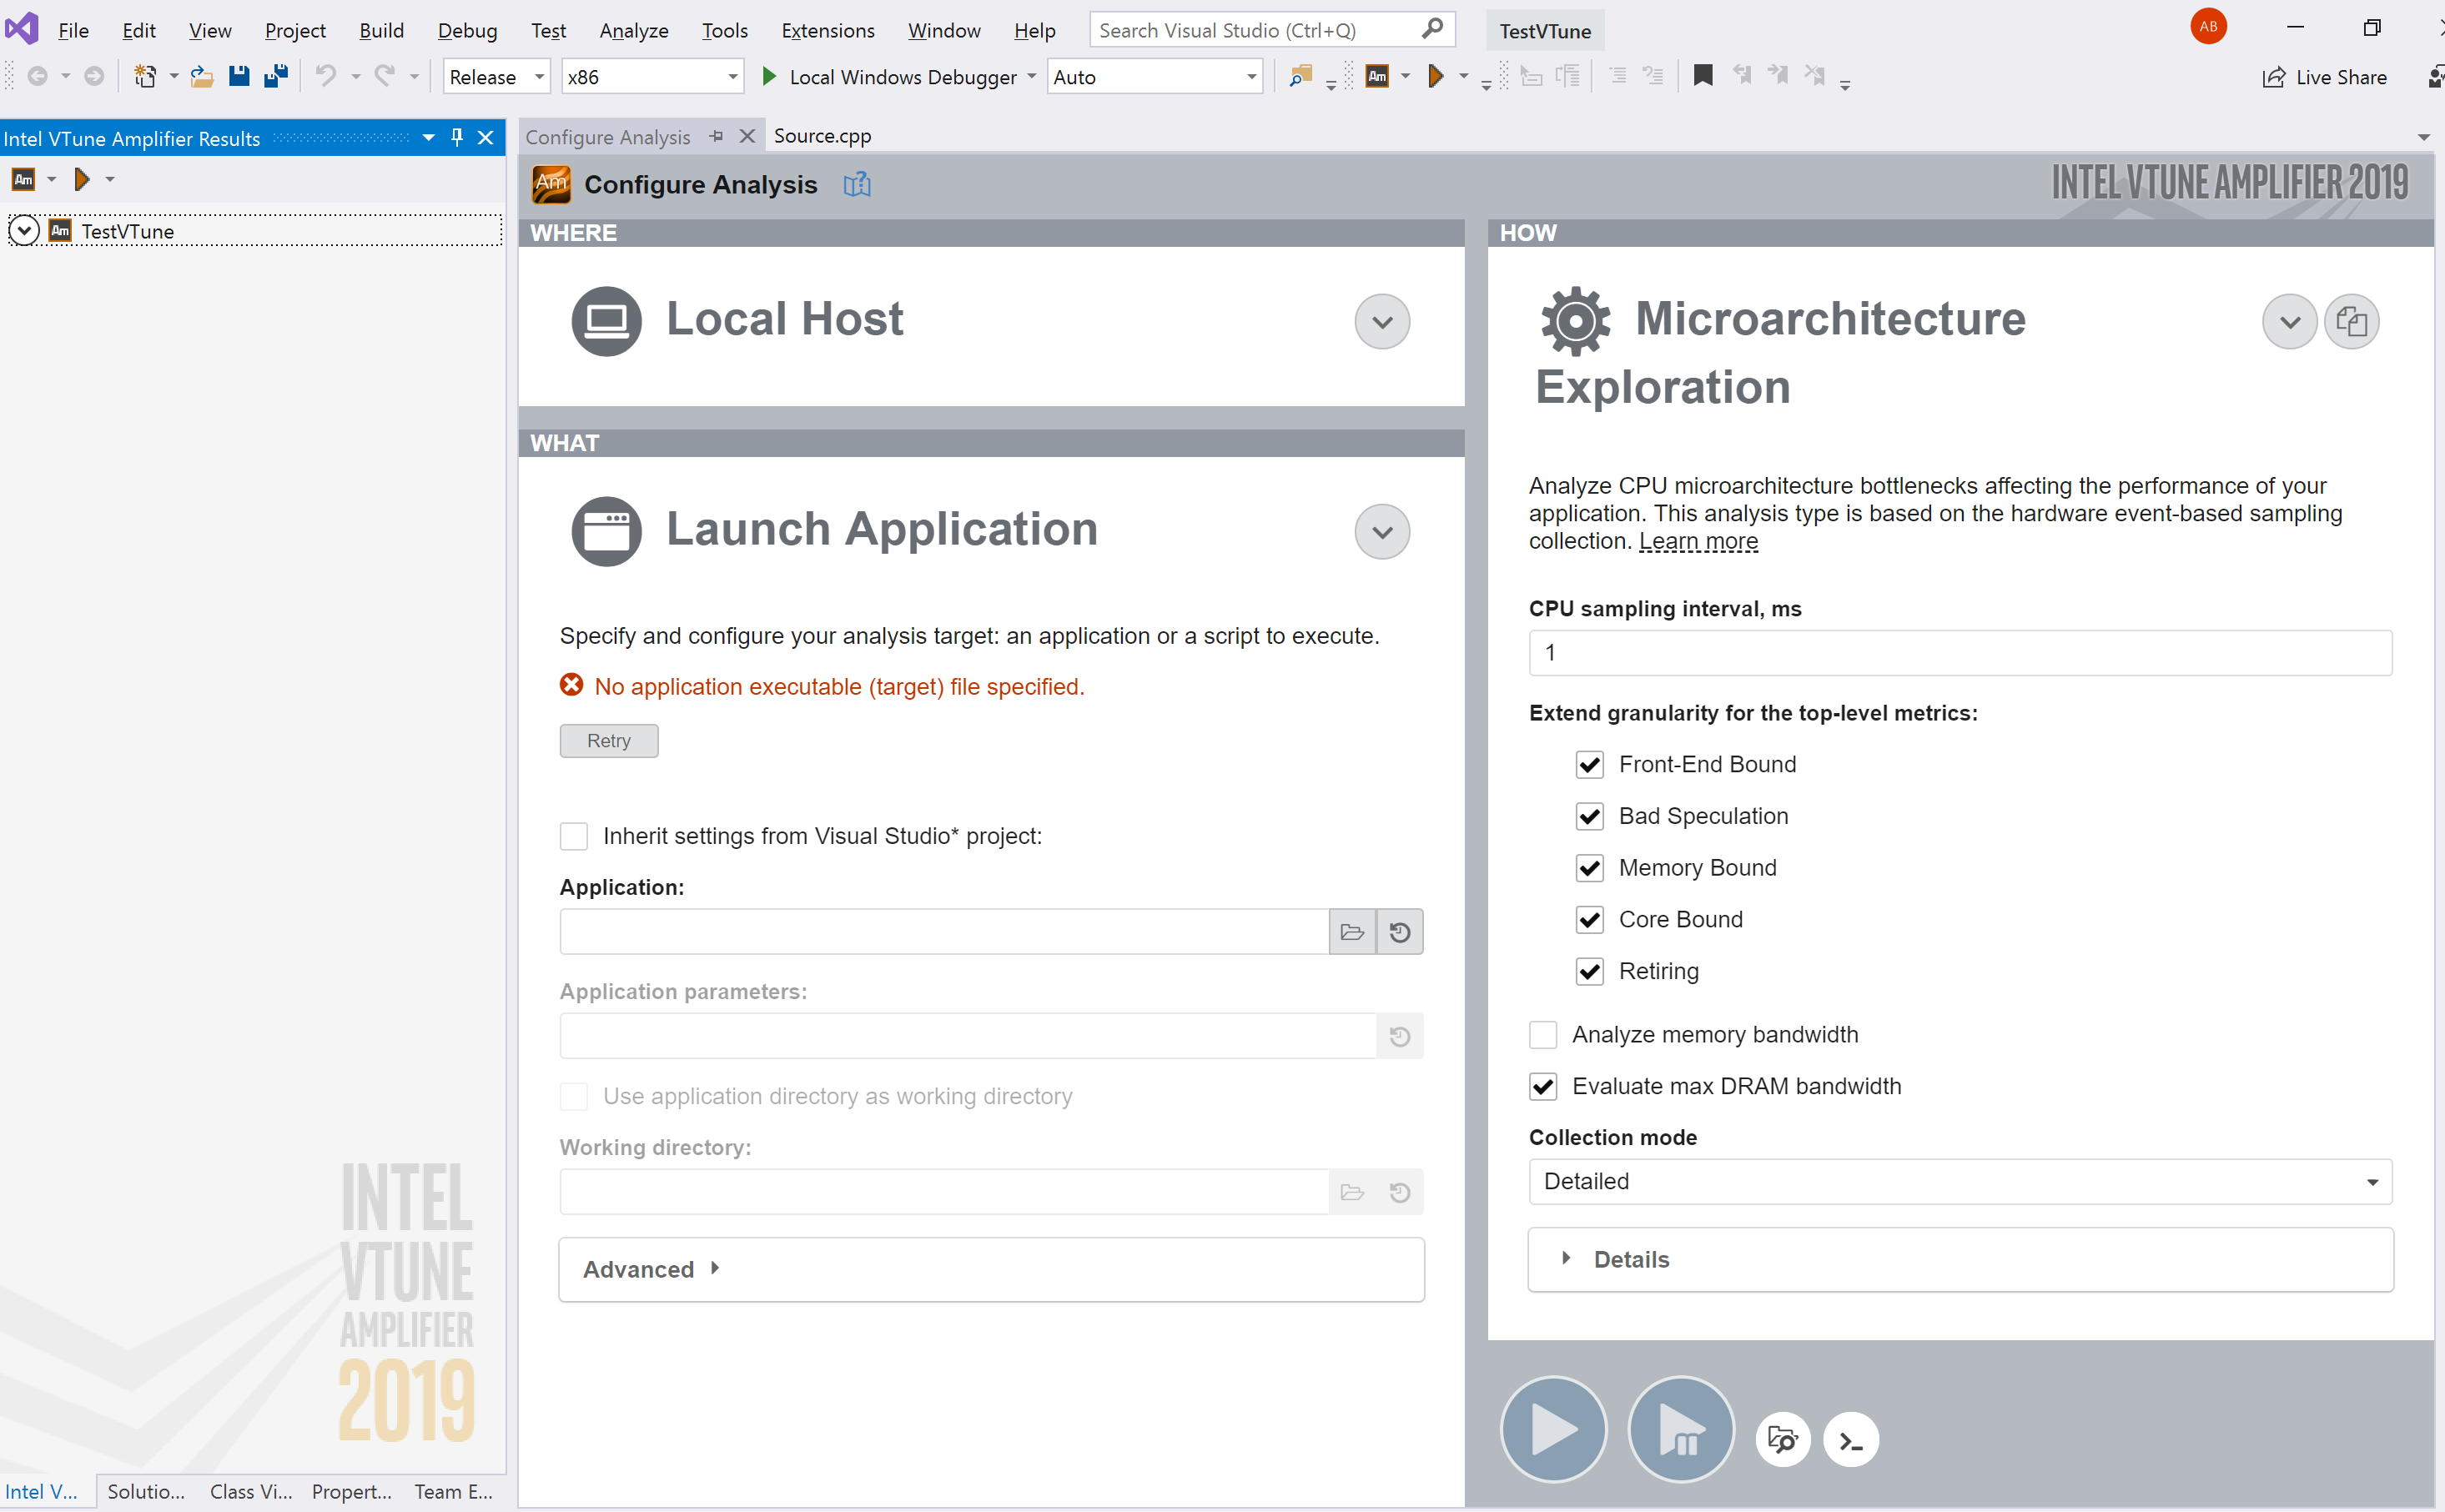 File Edit View Project Build Debug Test Analyze Tools Extensions Window Help Search Visual Studio (Ctrl+Q) TestVTune AB
Release x86 Local Windows Debugger Auto Am Live Share
Intel VTune Amplifier Results
Am
Am TestVTune
INTEL
VTUNE
AMPLIFIER
2019
Intel V... Solutio... Class Vi... Propert... Team E...
Configure Analysis Source.cpp
Am Configure Analysis INTEL VTUNE AMPLIFIER 2019
WHERE
Local Host
WHAT
Launch Application
Specify and configure your analysis target: an application or a script to execute.
No application executable (target) file specified.
Retry
Inherit settings from Visual Studio* project:
Application:
Application parameters:
Use application directory as working directory
Working directory:
Advanced
HOW
Microarchitecture
Exploration
Analyze CPU microarchitecture bottlenecks affecting the performance of your
application. This analysis type is based on the hardware event-based sampling
collection. Learn more
CPU sampling interval, ms
1
Extend granularity for the top-level metrics:
Front-End Bound
Bad Speculation
Memory Bound
Core Bound
Retiring
Analyze memory bandwidth
Evaluate max DRAM bandwidth
Collection mode
Detailed
Details